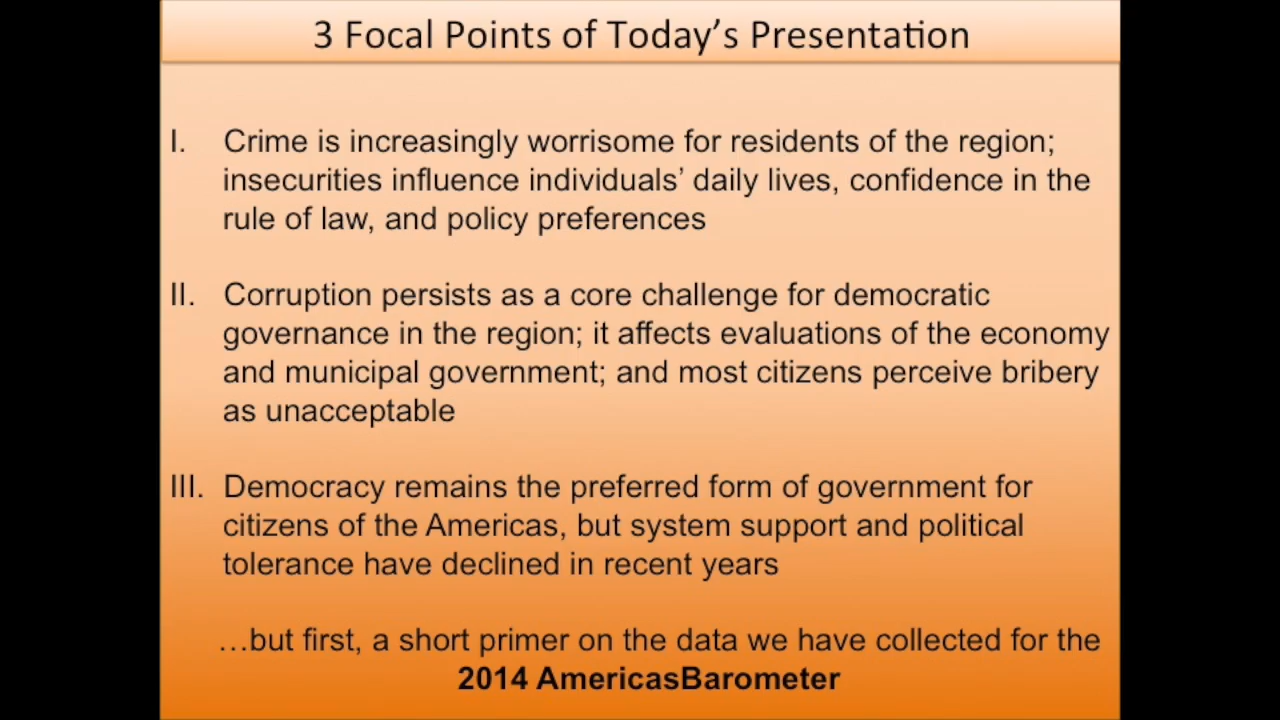 3 Focal Points of Today’s Presentation
I. Crime is increasingly worrisome for residents of the region;
insecurities influence individuals’ daily lives, confidence in the
rule of law, and policy preferences
II. Corruption persists as a core challenge for democratic
governance in the region; it affects evaluations of the economy
and municipal government; and most citizens perceive bribery
as unacceptable
III. Democracy remains the preferred form of government for
citizens of the Americas, but system support and political
tolerance have declined in recent years
…but first, a short primer on the data we have collected for the
2014 AmericasBarometer